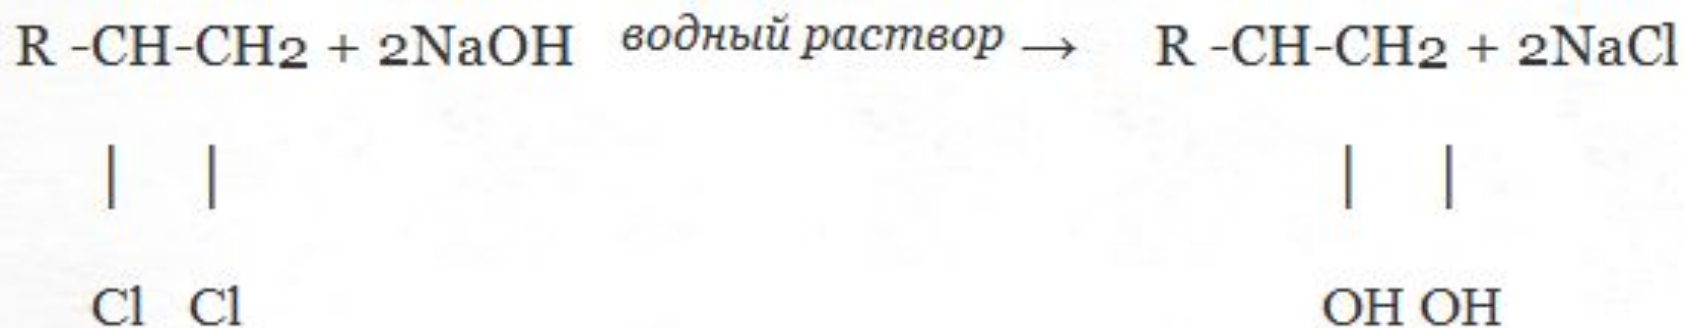 R -CH-CH2 + 2NaOH водный раствор → R -CH-CH2 + 2NaCl
| | | |
Cl Cl OH OH